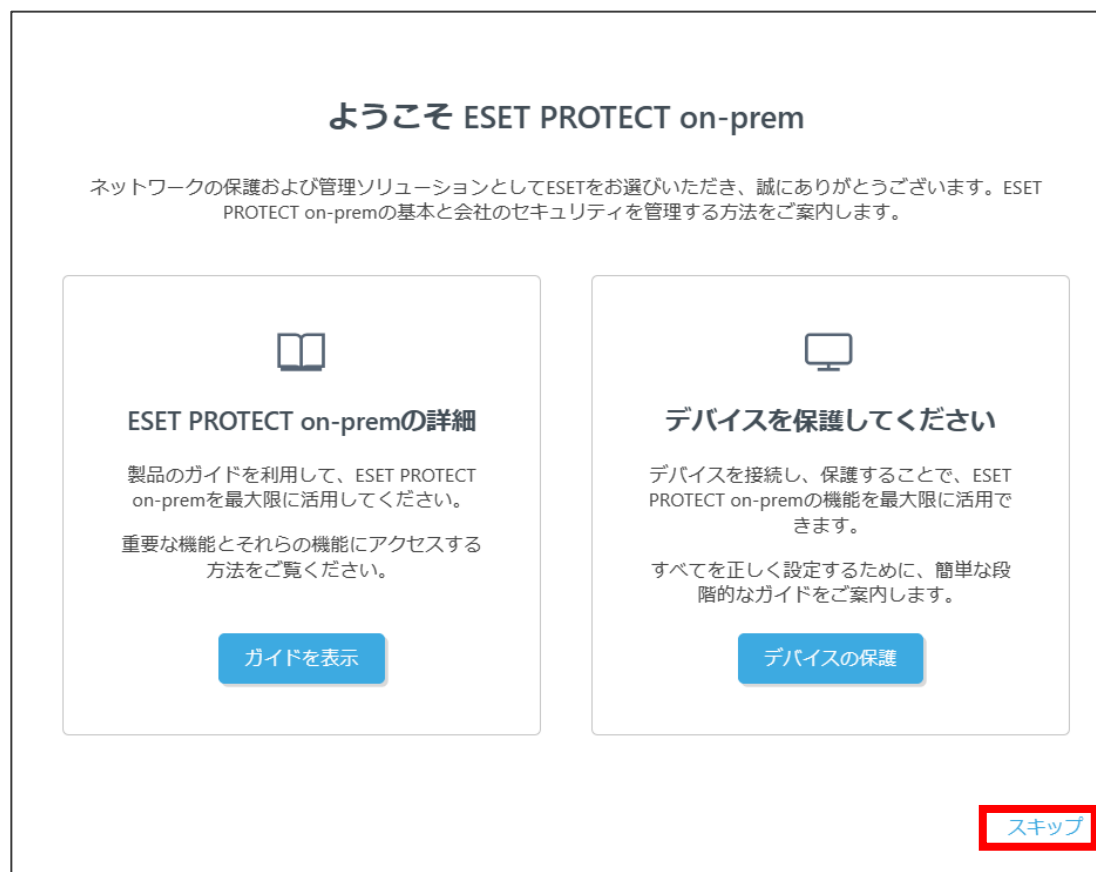 ようこそ ESET PROTECT on-prem
ネットワークの保護および管理ソリューションとしてESETをお選びいただき、誠にありがとうございます。ESET
PROTECT on-premの基本と会社のセキュリティを管理する方法をご案内します。
ESET PROTECT on-premの詳細
製品のガイドを利用して、ESET PROTECT
on-premを最大限に活用してください。
重要な機能とそれらの機能にアクセスする
方法をご覧ください。
ガイドを表示
デバイスを保護してください
デバイスを接続し、保護することで、ESET
PROTECT on-premの機能を最大限に活用で
きます。
すべてを正しく設定するために、簡単な段
階的なガイドをご案内します。
デバイスの保護
スキップ